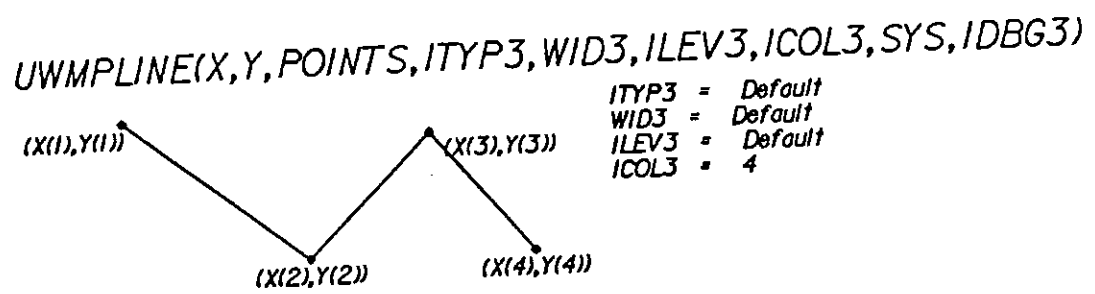 UWMPLINE(X,Y,POINTS,ITYP3,WID3,ILEV3,ICOL3,SYS,IDBG3)
ITYP3 = Default
WID3 = Default
ILEV3 = Default
ICOL3 = 4
(X(1),Y(1))
(X(3),Y(3))
(X(2),Y(2))
(X(4),Y(4))